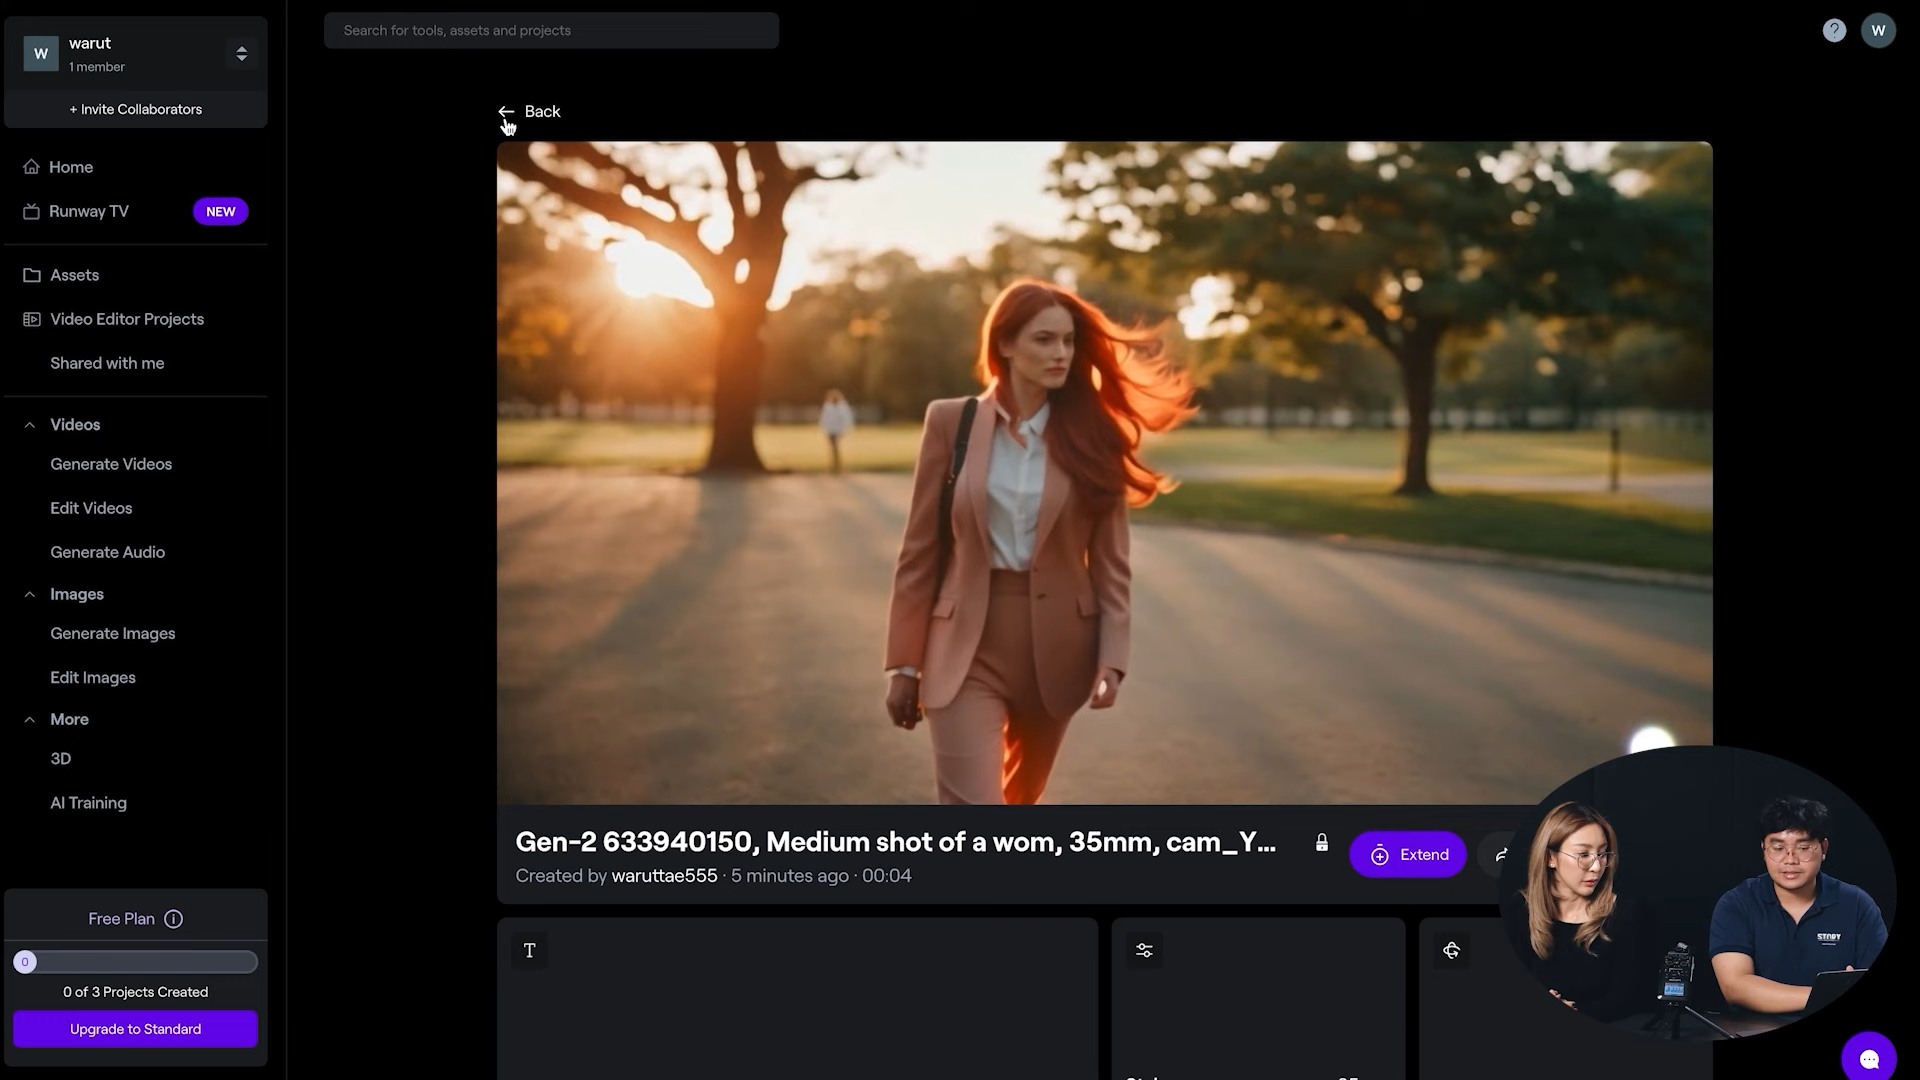 W
warut
1 member
+ Invite Collaborators
Home
Runway TV
NEW
Assets
Video Editor Projects
Shared with me
Videos
Generate Videos
Edit Videos
Generate Audio
Images
Generate Images
Edit Images
More
3D
AI Training
Free Plan
0
0 of 3 Projects Created
Upgrade to Standard
Search for tools, assets and projects
?
W
Back
Gen-2 633940150, Medium shot of a wom, 35mm, cam_Y...
Created by waruttae555 · 5 minutes ago · 00:04
Extend
T
STORY